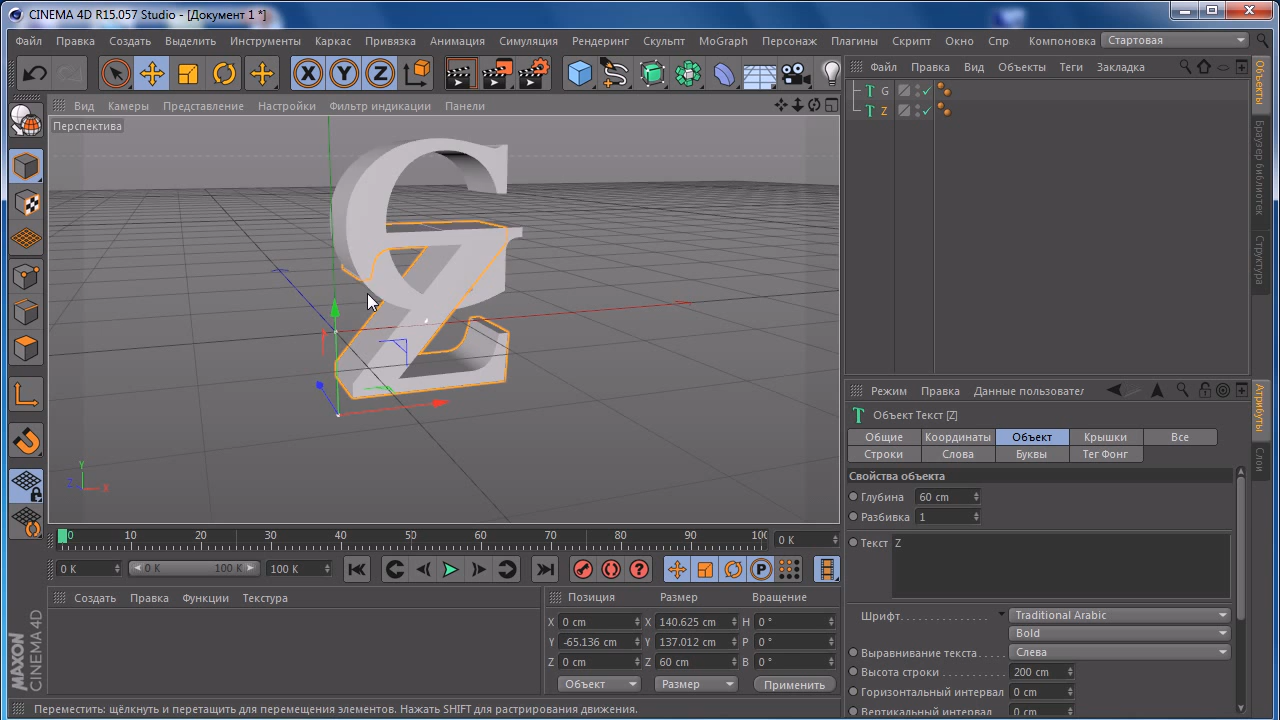 CINEMA 4D R15.057 Studio - [Документ 1 *]
Файл Правка Создать Выделить Инструменты Каркас Привязка Анимация Симуляция Рендеринг Скульпт MoGraph Персонаж Плагины Скрипт Окно Спр Компоновка Стартовая
X Y Z
Вид Камеры Представление Настройки Фильтр индикации Панели
Перспектива
G
Z
Y
Z X
0 10 20 30 40 50 60 70 80 90 100 0 K
0 K 0 K 100 K 100 K P
Создать Правка Функции Текстура
Позиция Размер Вращение
X 0 cm X 140.625 cm H 0 °
Y -65.136 cm Y 137.012 cm P 0 °
Z 0 cm Z 60 cm B 0 °
Объект Размер Применить
MAXON
CINEMA 4D
Переместить: щёлкнуть и перетащить для перемещения элементов. Нажать SHIFT для растрирования движения.
Файл Правка Вид Объекты Теги Закладка
G
Z
Объекты
Браузер библиотек
Структура
Режим Правка Данные пользовател
Объект Текст [Z]
Общие Координаты Объект Крышки Все
Строки Слова Буквы Тег Фонг
Свойства объекта
Глубина 60 cm
Разбивка 1
Текст Z
Шрифт Traditional Arabic
Bold
Выравнивание текста Слева
Высота строки 200 cm
Горизонтальный интервал 0 cm
Вертикальный интервал 0 cm
Атрибуты
Слои